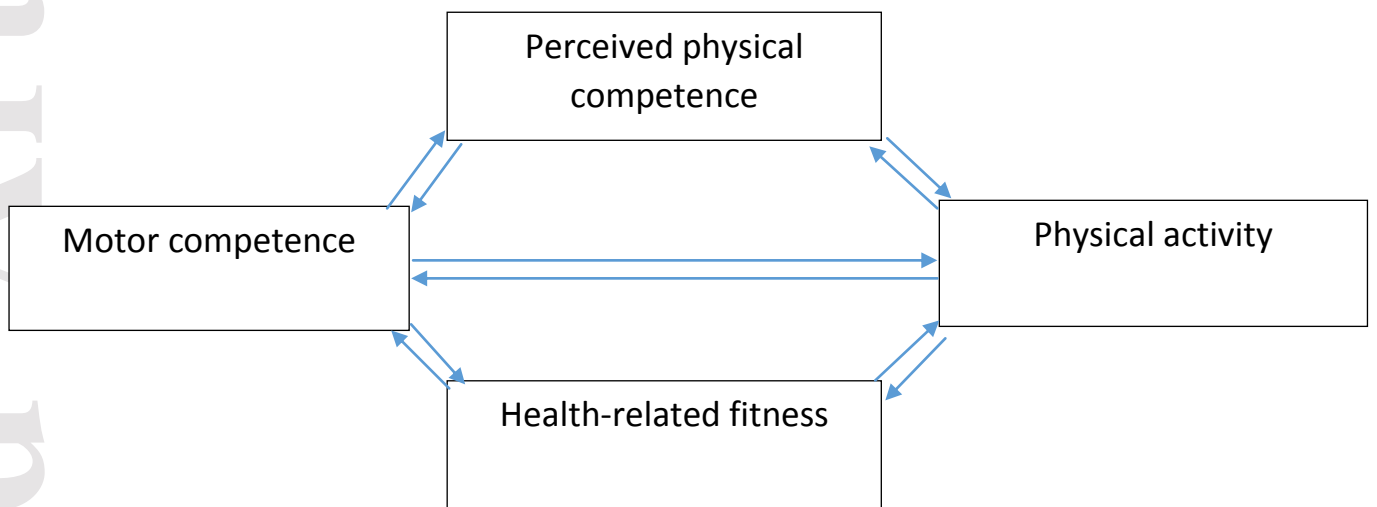 Perceived physical
competence
Motor competence
Physical activity
Health-related fitness